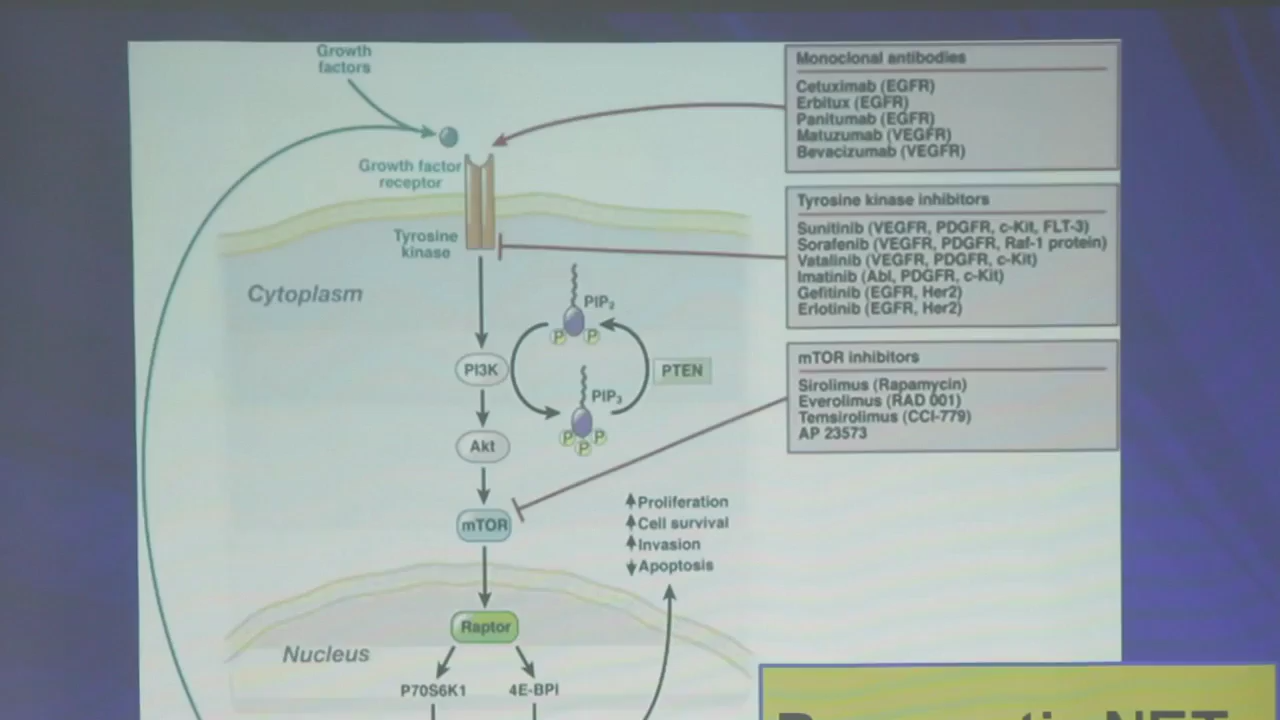 Growth
factors
Growth factor
receptor
Tyrosine
kinase
Cytoplasm
PIP2
P P
PI3K
PTEN
PIP3
P P P
Akt
mTOR
Proliferation
Cell survival
Invasion
Apoptosis
Raptor
Nucleus
P70S6K1
4E-BPI
Monoclonal antibodies
Cetuximab (EGFR)
Erbitux (EGFR)
Panitumab (EGFR)
Matuzumab (VEGFR)
Bevacizumab (VEGFR)
Tyrosine kinase inhibitors
Sunitinib (VEGFR, PDGFR, c-Kit, FLT-3)
Sorafenib (VEGFR, PDGFR, Raf-1 protein)
Vatalinib (VEGFR, PDGFR, c-Kit)
Imatinib (Abl, PDGFR, c-Kit)
Gefitinib (EGFR, Her2)
Erlotinib (EGFR, Her2)
mTOR inhibitors
Sirolimus (Rapamycin)
Everolimus (RAD 001)
Temsirolimus (CCI-779)
AP 23573
NET